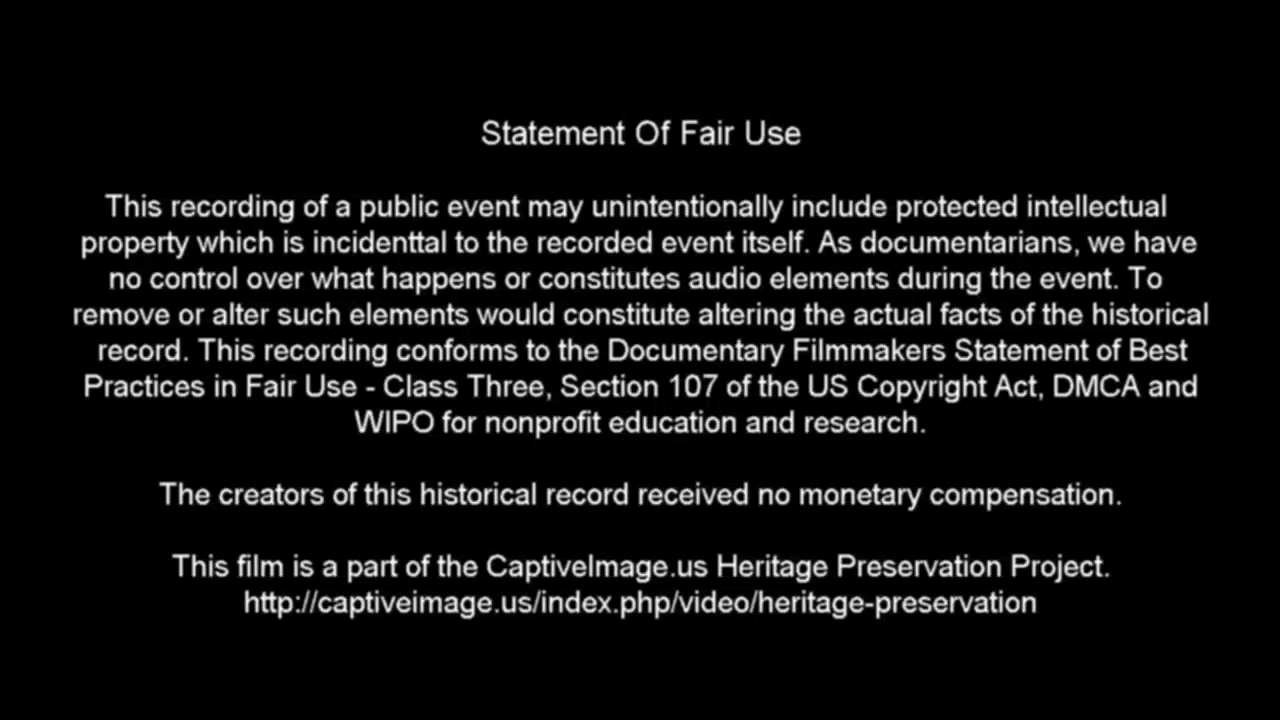 Statement Of Fair Use
This recording of a public event may unintentionally include protected intellectual
property which is incidenttal to the recorded event itself. As documentarians, we have
no control over what happens or constitutes audio elements during the event. To
remove or alter such elements would constitute altering the actual facts of the historical
record. This recording conforms to the Documentary Filmmakers Statement of Best
Practices in Fair Use - Class Three, Section 107 of the US Copyright Act, DMCA and
WIPO for nonprofit education and research.
The creators of this historical record received no monetary compensation.
This film is a part of the CaptiveImage.us Heritage Preservation Project.
http://captiveimage.us/index.php/video/heritage-preservation